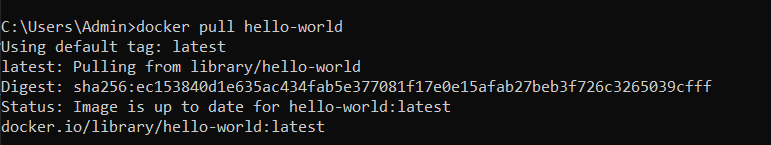 C:\Users\Admin>docker pull hello-world
Using default tag: latest
latest: Pulling from library/hello-world
Digest: sha256:ec153840d1e635ac434fab5e377081f17e0e15afab27beb3f726c3265039cfff
Status: Image is up to date for hello-world:latest
docker.io/library/hello-world:latest